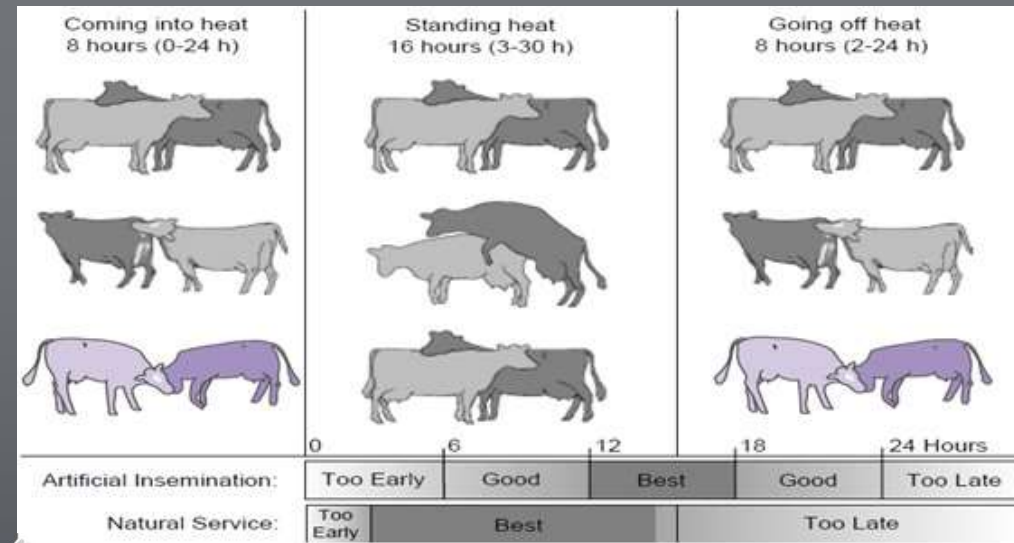 Coming into heat
8 hours (0-24 h)
Standing heat
16 hours (3-30 h)
Going off heat
8 hours (2-24 h)
0 6 12 18 24 Hours
Artificial Insemination: Too Early Good Best Good Too Late
Natural Service: Too Early Best Too Late